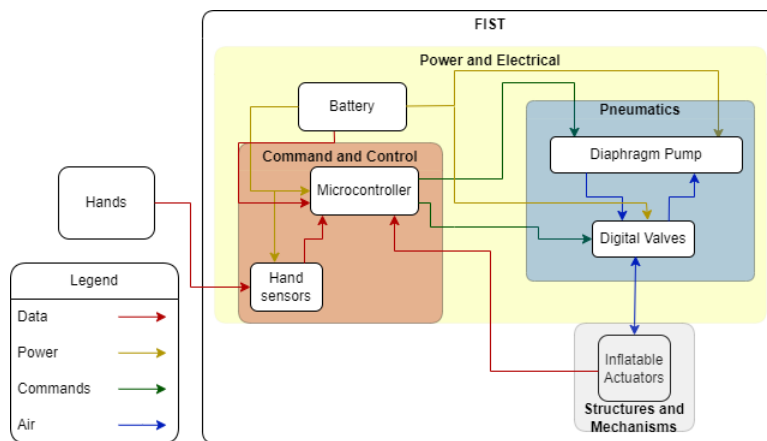 FIST
Power and Electrical
Battery
Pneumatics
Command and Control
Diaphragm Pump
Microcontroller
Hands
Digital Valves
Hand
sensors
Legend
Data
Power
Commands
Air
Inflatable
Actuators
Structures and
Mechanisms